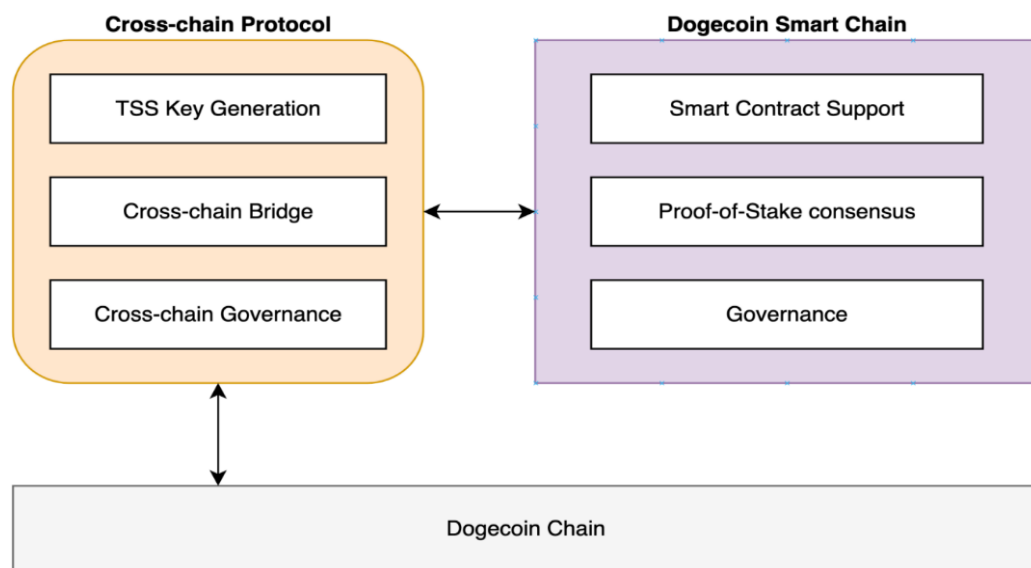 Cross-chain Protocol
Dogecoin Smart Chain
TSS Key Generation
Smart Contract Support
Cross-chain Bridge
Proof-of-Stake consensus
Cross-chain Governance
Governance
Dogecoin Chain